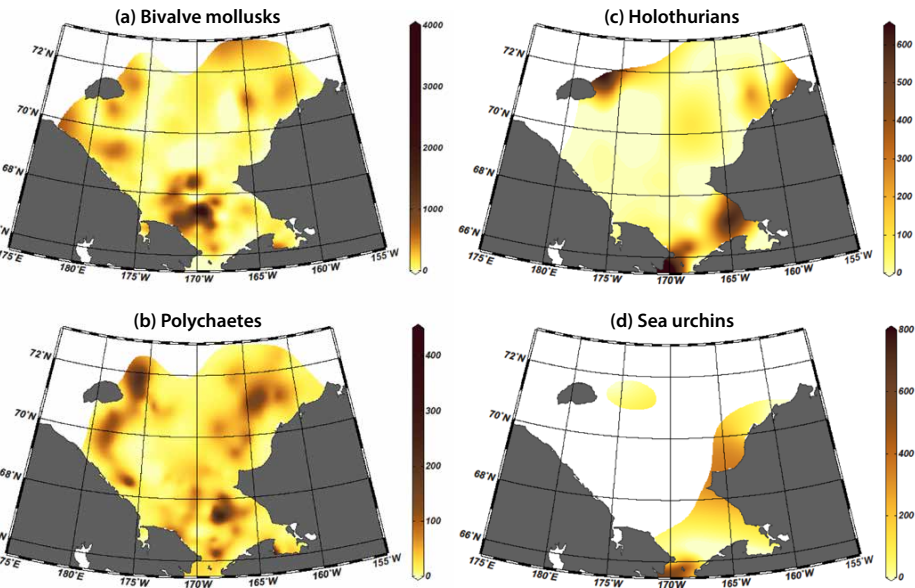 (a) Bivalve mollusks
72˚N
70˚N
68˚N
˚N
175˚E
180˚E
175˚W
170˚W
165˚W
160˚W
155˚W
4000
3000
2000
1000
0
(c) Holothurians
72˚N
70˚N
68˚N
66˚N
175˚E
180˚E
175˚W
170˚W
165˚W
160˚W
155˚W
600
500
400
300
200
100
0
(b) Polychaetes
72˚N
70˚N
68˚N
66˚N
175˚E
180˚E
175˚W
170˚W
165˚W
160˚W
155˚W
400
300
200
100
0
(d) Sea urchins
72˚N
70˚N
68˚N
66˚N
175˚E
180˚E
175˚W
170˚W
165˚W
160˚W
155˚W
800
600
400
200
0